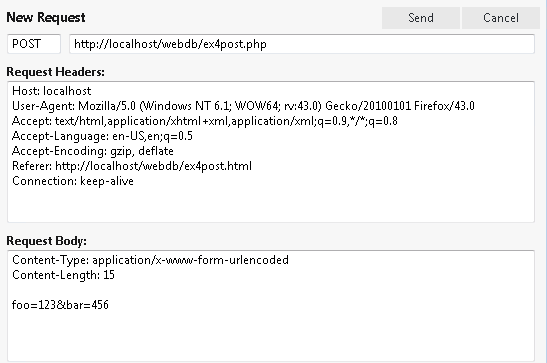 New Request
Send
Cancel
POST
http://localhost/webdb/ex4post.php
Request Headers:
Host: localhost
User-Agent: Mozilla/5.0 (Windows NT 6.1; WOW64; rv:43.0) Gecko/20100101 Firefox/43.0
Accept: text/html,application/xhtml+xml,application/xml;q=0.9,*/*;q=0.8
Accept-Language: en-US,en;q=0.5
Accept-Encoding: gzip, deflate
Referer: http://localhost/webdb/ex4post.html
Connection: keep-alive
Request Body:
Content-Type: application/x-www-form-urlencoded
Content-Length: 15
foo=123&bar=456